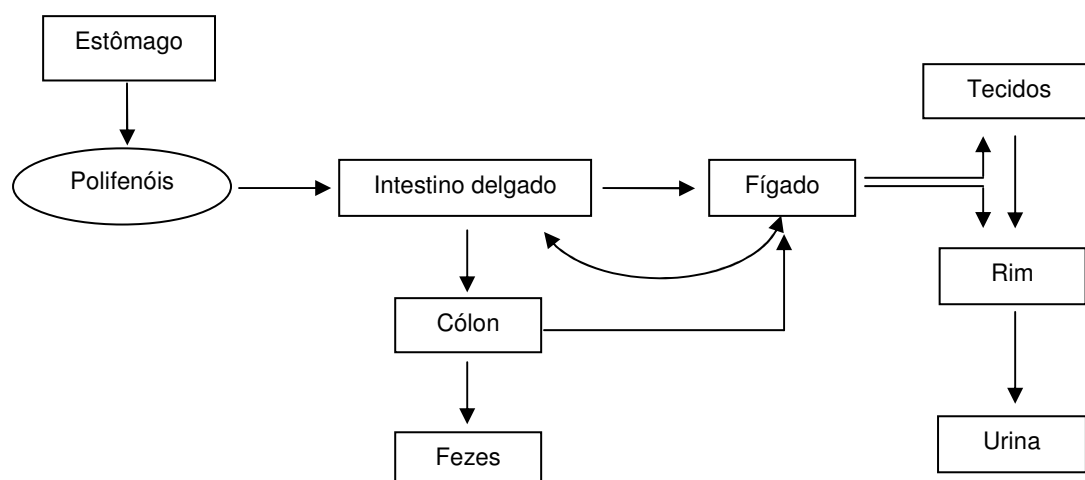 Estômago
Tecidos
Polifenóis
Intestino delgado
Fígado
Rim
Cólon
Fezes
Urina